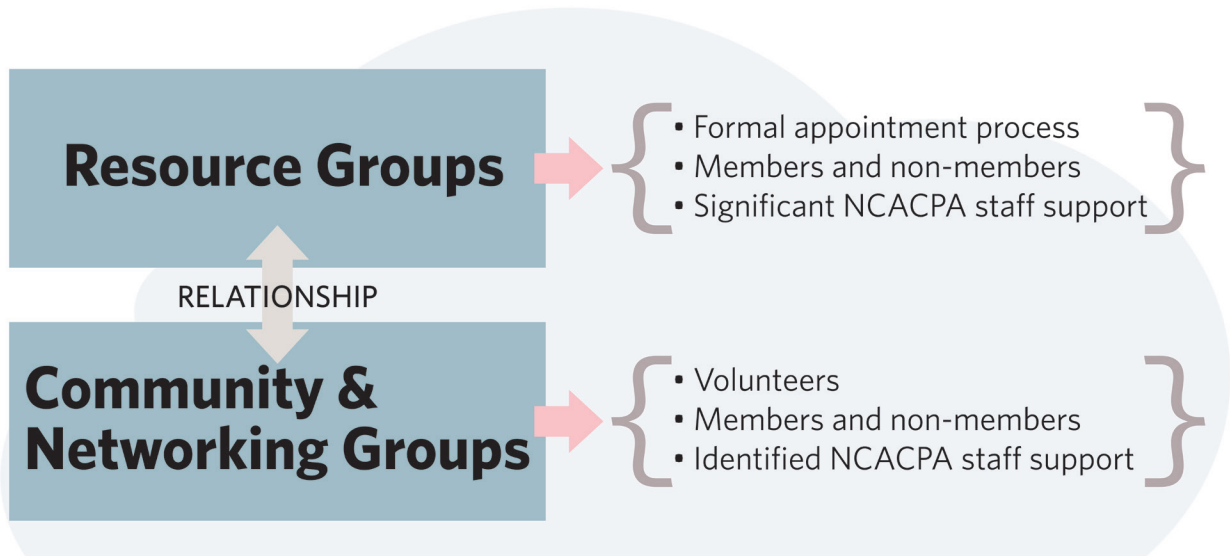 Resource Groups
• Formal appointment process
• Members and non-members
• Significant NCACPA staff support
RELATIONSHIP
Community &
Networking Groups
• Volunteers
• Members and non-members
• Identified NCACPA staff support